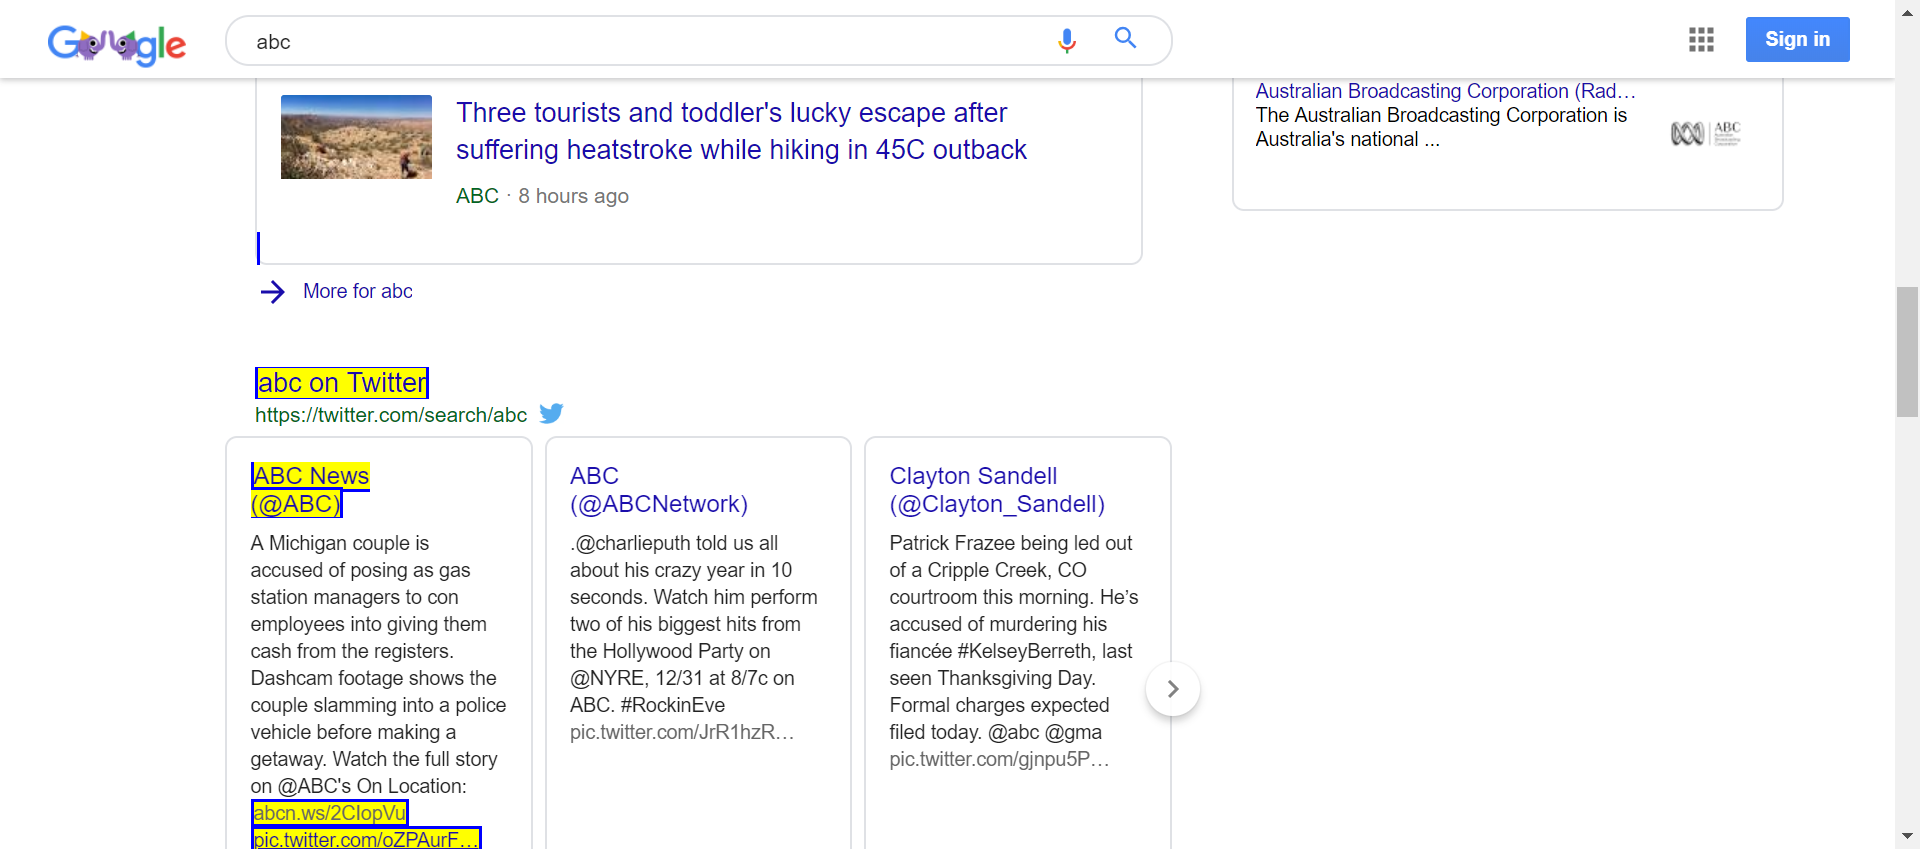 Google
abc
Sign in
Three tourists and toddler's lucky escape after
suffering heatstroke while hiking in 45C outback
ABC · 8 hours ago
More for abc
Australian Broadcasting Corporation (Rad...
The Australian Broadcasting Corporation is
Australia's national ...
ABC
abc on Twitter
https://twitter.com/search/abc
ABC News
(@ABC)
A Michigan couple is
accused of posing as gas
station managers to con
employees into giving them
cash from the registers.
Dashcam footage shows the
couple slamming into a police
vehicle before making a
getaway. Watch the full story
on @ABC's On Location:
abcn.ws/2CIopVu
pic.twitter.com/oZPAurF...
ABC
(@ABCNetwork)
.@charlieputh told us all
about his crazy year in 10
seconds. Watch him perform
two of his biggest hits from
the Hollywood Party on
@NYRE, 12/31 at 8/7c on
ABC. #RockinEve
pic.twitter.com/JrR1hzR...
Clayton Sandell
(@Clayton_Sandell)
Patrick Frazee being led out
of a Cripple Creek, CO
courtroom this morning. He’s
accused of murdering his
fiancée #KelseyBerreth, last
seen Thanksgiving Day.
Formal charges expected
filed today. @abc @gma
pic.twitter.com/gjnpu5P...